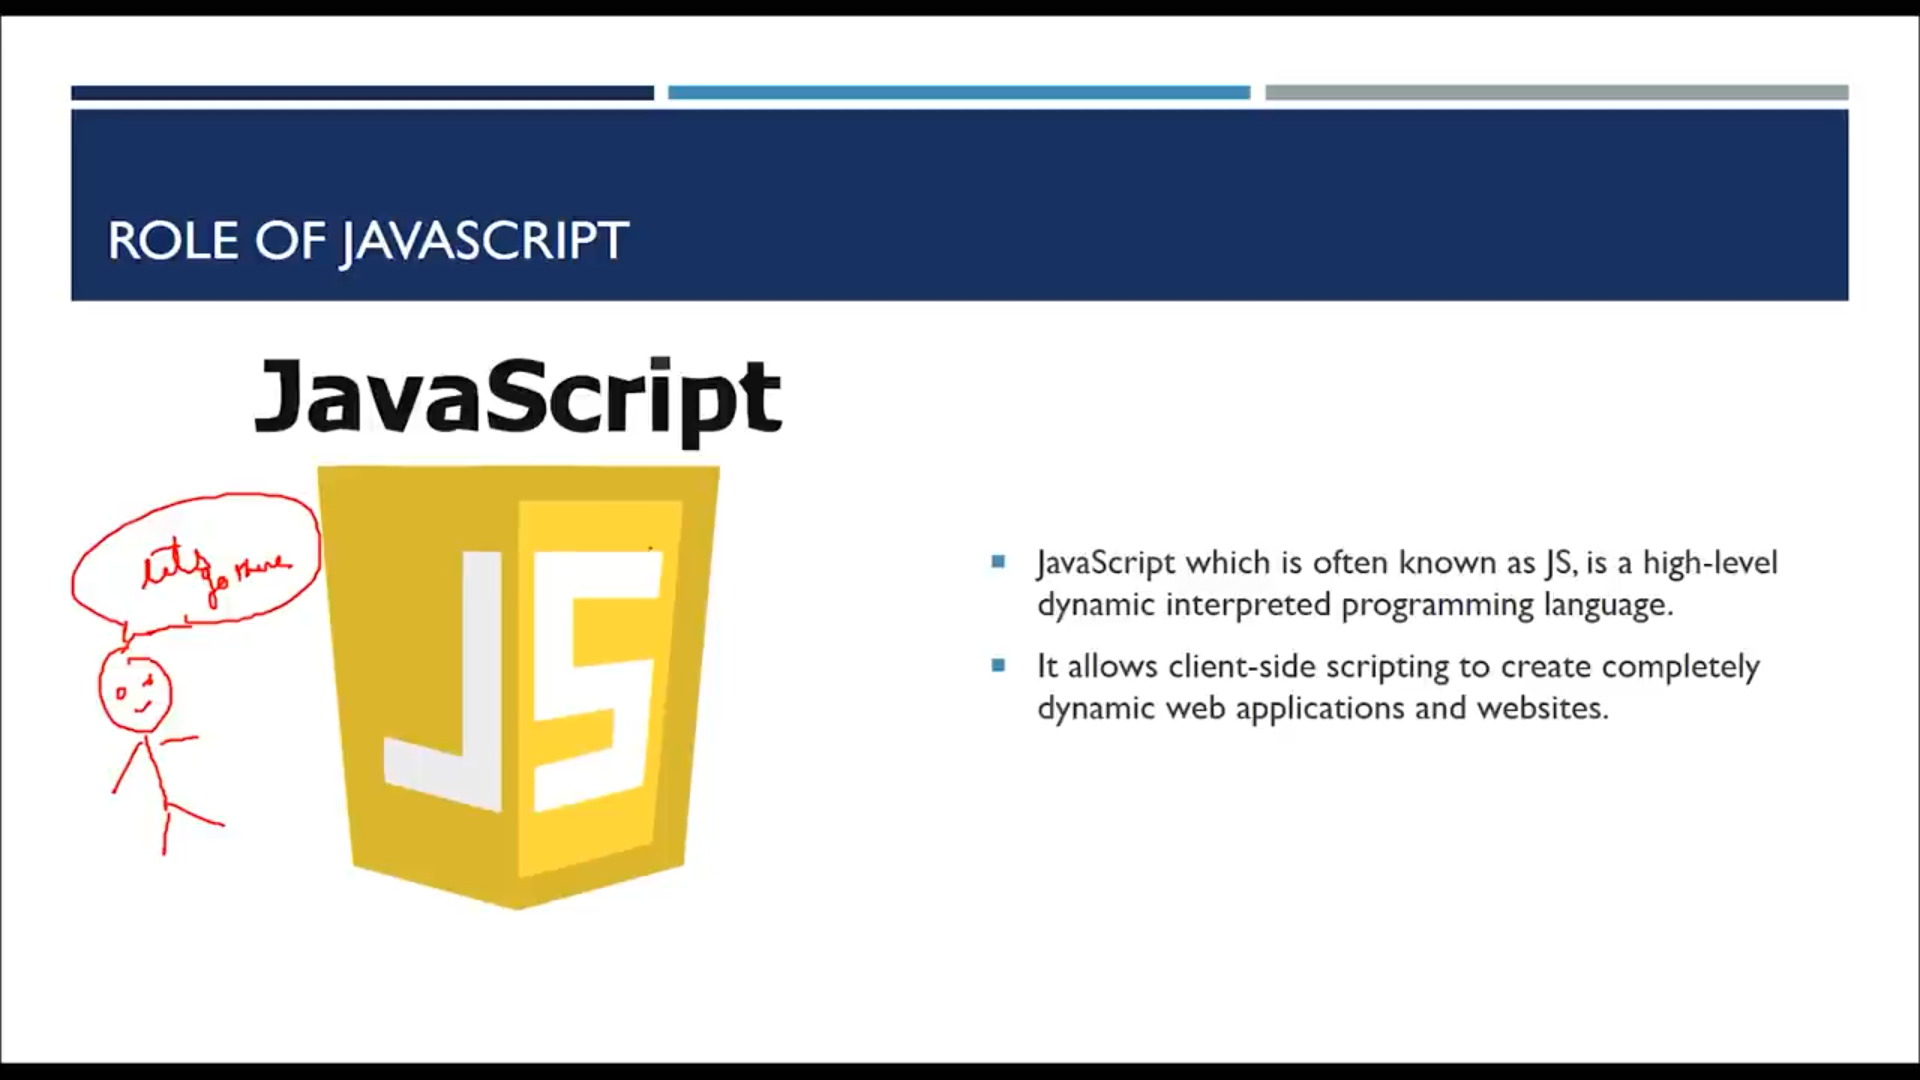 ROLE OF JAVASCRIPT
JavaScript
JS
let's
go there
JavaScript which is often known as JS, is a high-level
dynamic interpreted programming language.
It allows client-side scripting to create completely
dynamic web applications and websites.